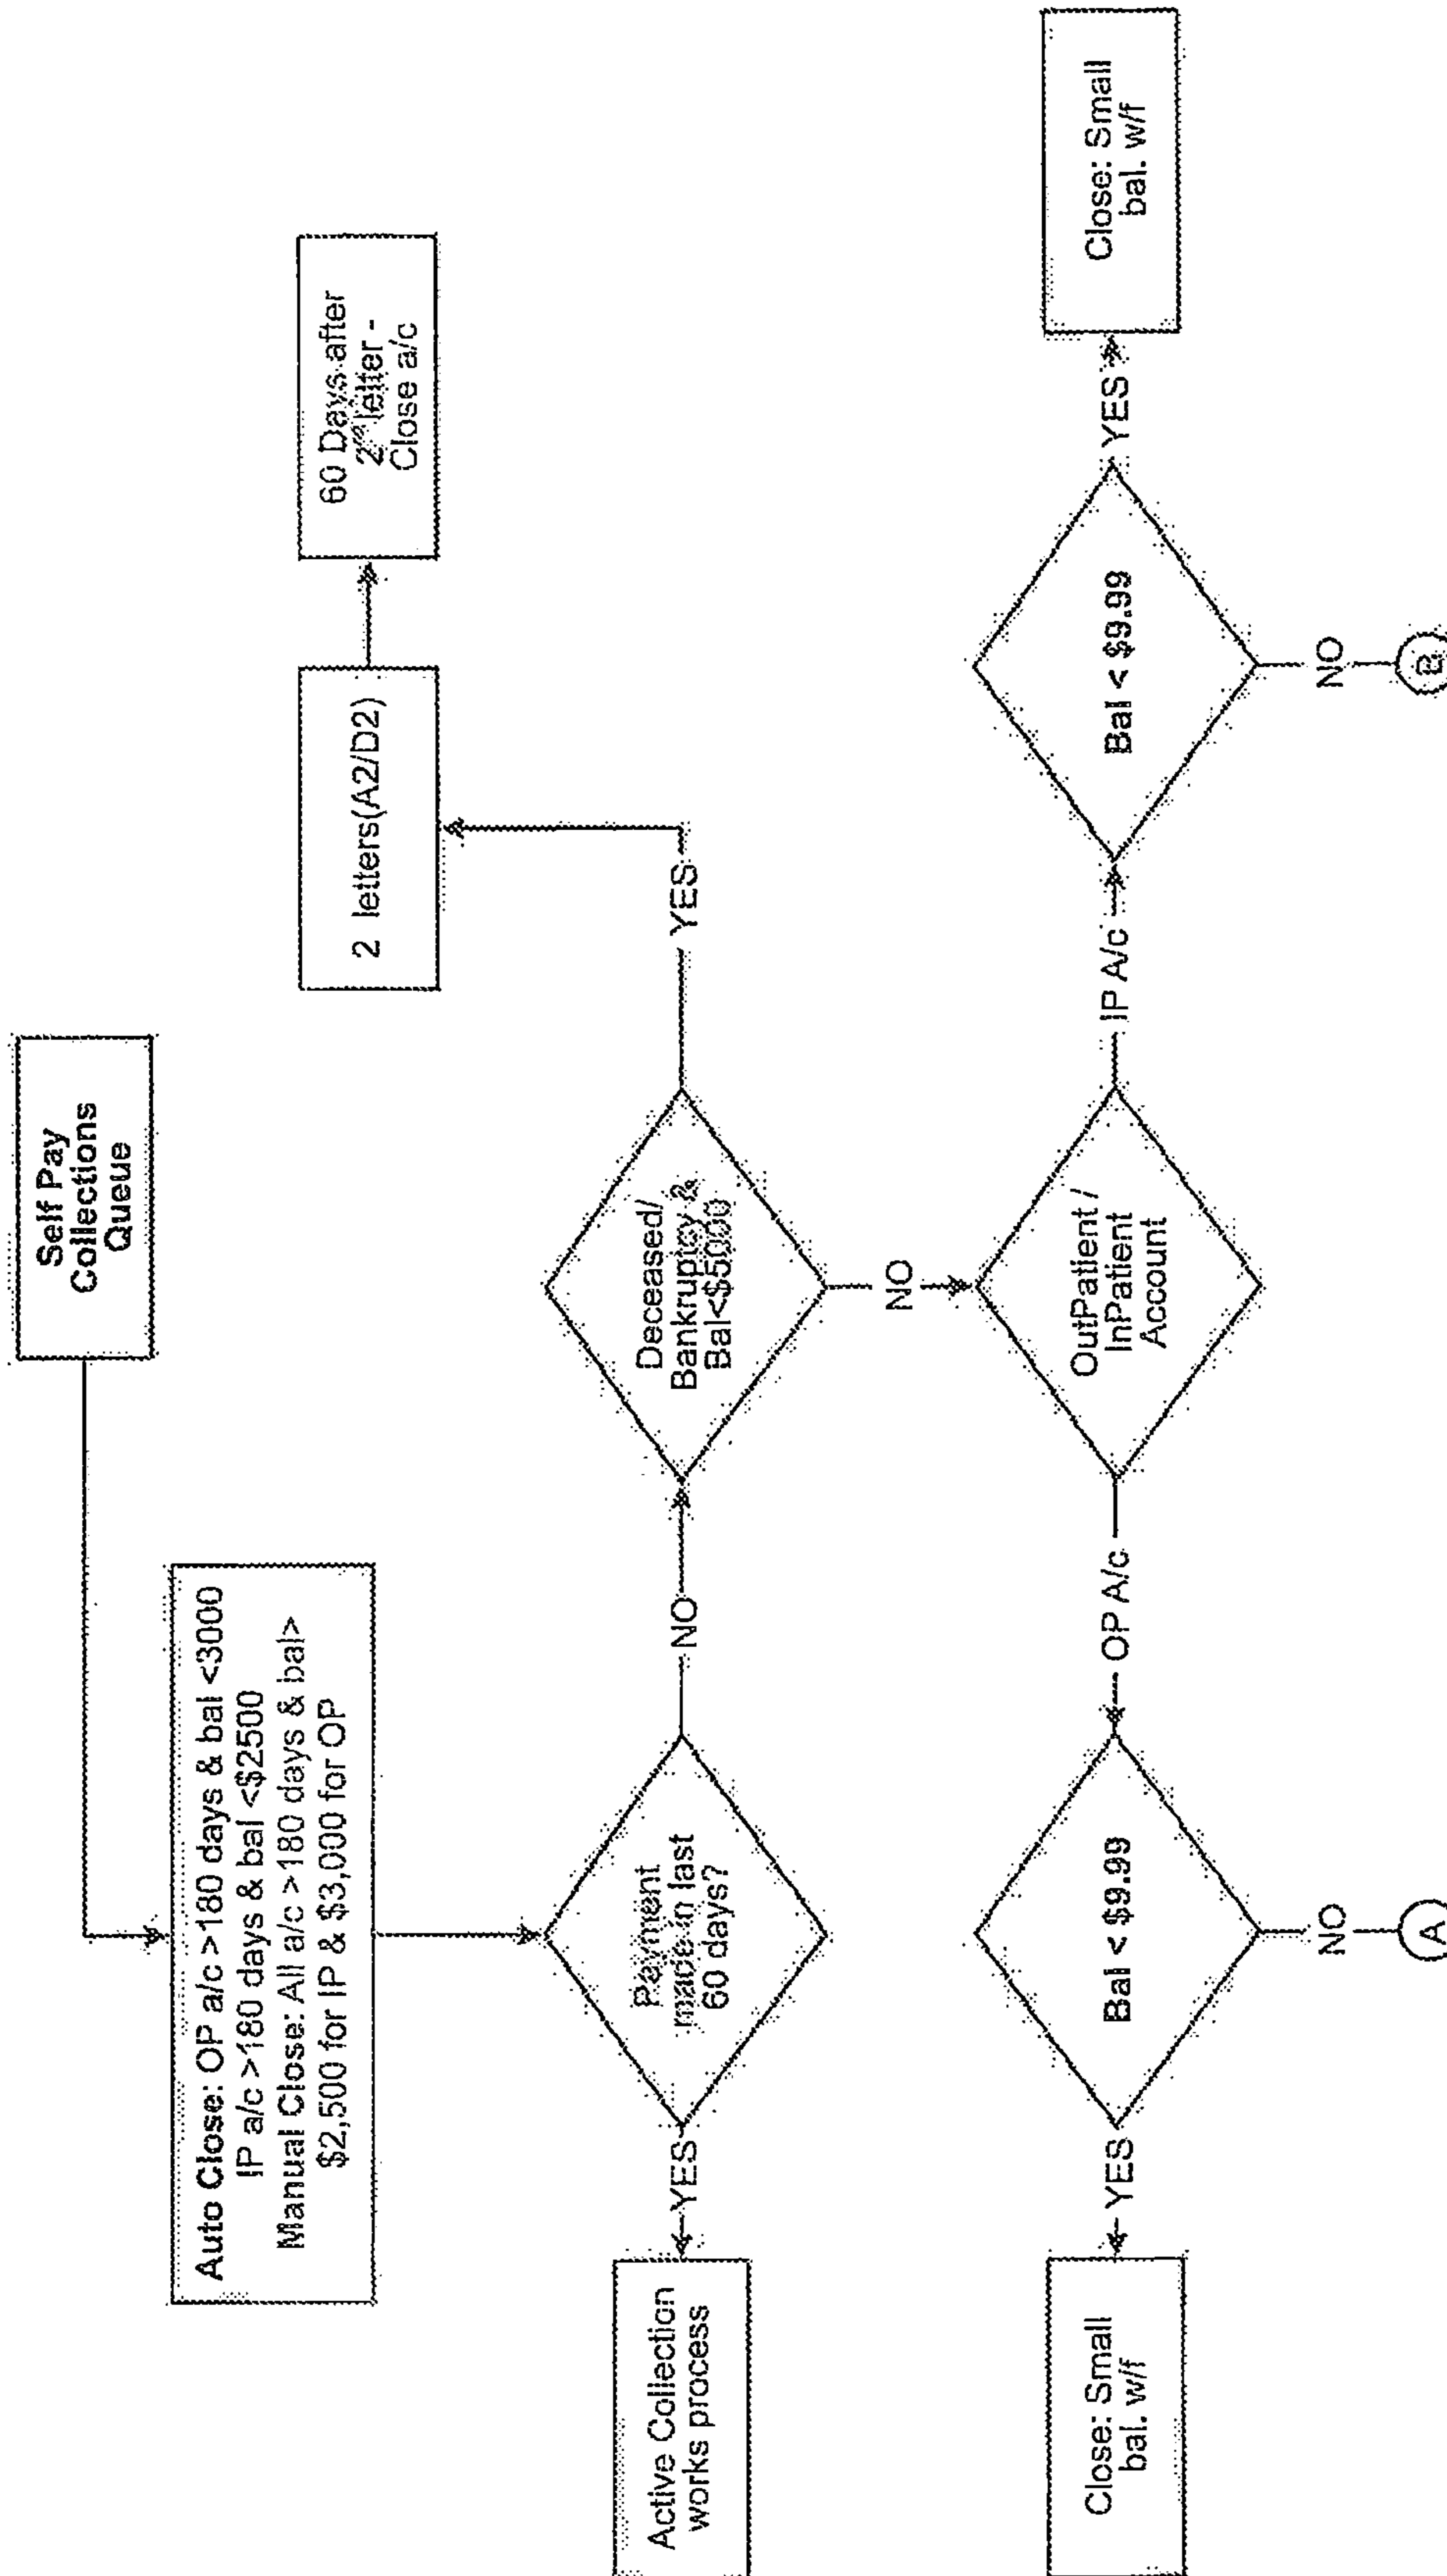 Self Pay
Collections
Queue
Auto Close: OP a/c >180 days & bal <3000
IP a/c >180 days & bal <$2500
Manual Close: All a/c >180 days & bal>
$2,500 for IP & $3,000 for OP
60 Days after
2nd letter -
Close a/c
2 letters(A2/D2)
Active Collection
works process
YES
Payment
made in last
60 days?
NO
Deceased/
Bankruptcy &
Bal<$5000
YES
NO
Close: Small
bal. w/f
YES
Bal < $9.99
OP A/c
OutPatient /
InPatient
Account
IP A/c
Bal < $9.99
YES
Close: Small
bal. w/f
NO
A
NO
B